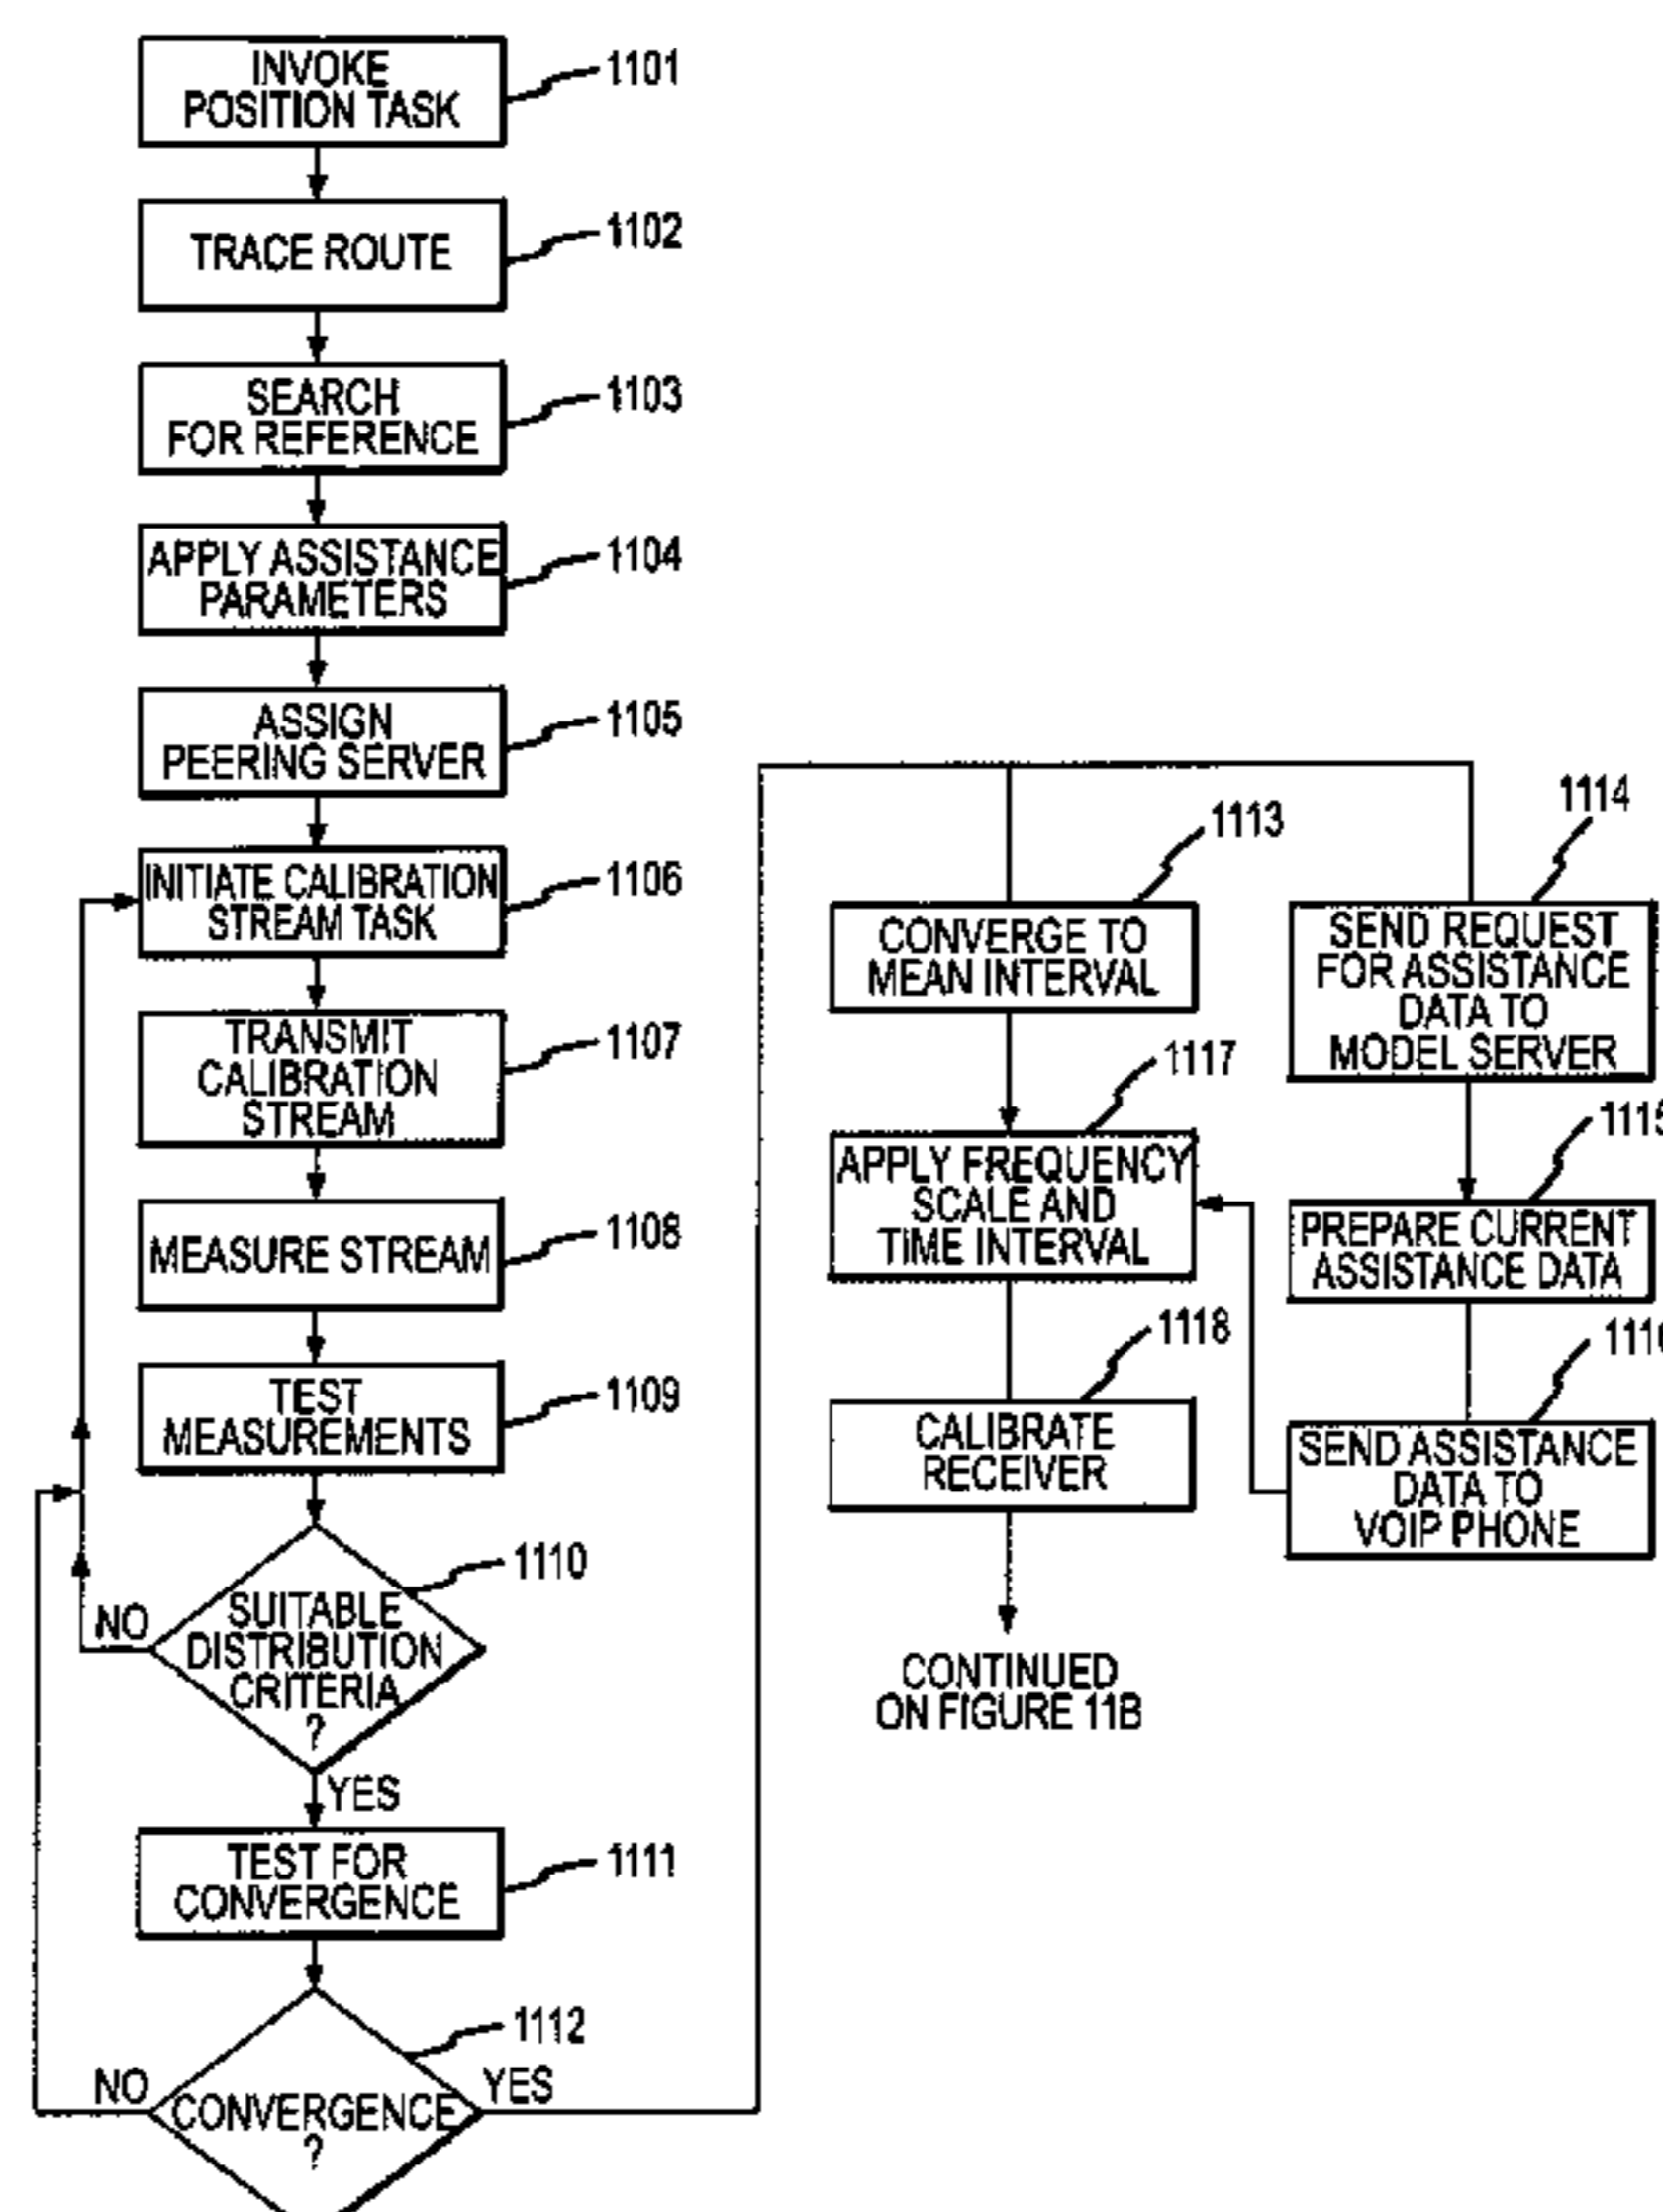 INVOKE
POSITION TASK
1101
TRACE ROUTE
1102
SEARCH
FOR REFERENCE
1103
APPLY ASSISTANCE
PARAMETERS
1104
ASSIGN
PEERING SERVER
1105
INITIATE CALIBRATION
STREAM TASK
1106
TRANSMIT
CALIBRATION
STREAM
1107
MEASURE STREAM
1108
TEST
MEASUREMENTS
1109
SUITABLE
DISTRIBUTION
CRITERIA
?
1110
NO
YES
TEST FOR
CONVERGENCE
1111
CONVERGENCE
?
1112
NO
YES
CONVERGE TO
MEAN INTERVAL
1113
SEND REQUEST
FOR ASSISTANCE
DATA TO
MODEL SERVER
1114
PREPARE CURRENT
ASSISTANCE DATA
1115
SEND ASSISTANCE
DATA TO
VOIP PHONE
APPLY FREQUENCY
SCALE AND
TIME INTERVAL
1117
CALIBRATE
RECEIVER
1118
CONTINUED
ON FIGURE 11B